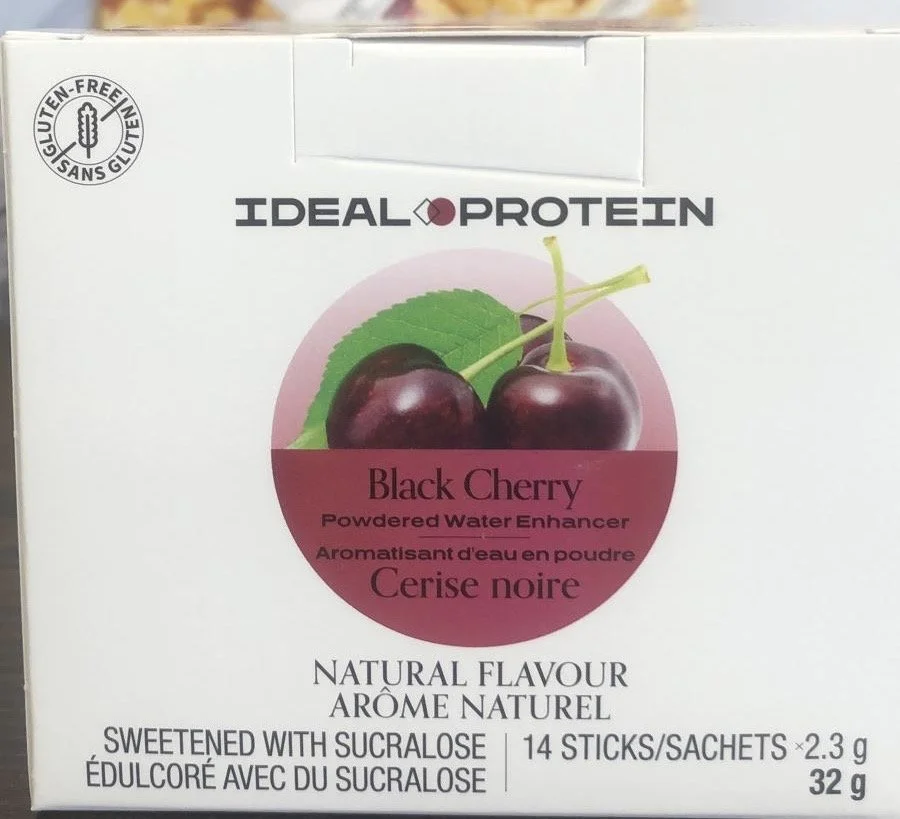 GLUTEN-FREE
SANS GLUTEN
IDEAL PROTEIN
Black Cherry
Powdered Water Enhancer
Aromatisant d'eau en poudre
Cerise noire
NATURAL FLAVOUR
ARÔME NATUREL
SWEETENED WITH SUCRALOSE
ÉDULCORÉ AVEC DU SUCRALOSE
14 STICKS/SACHETS ×2.3 g
32 g